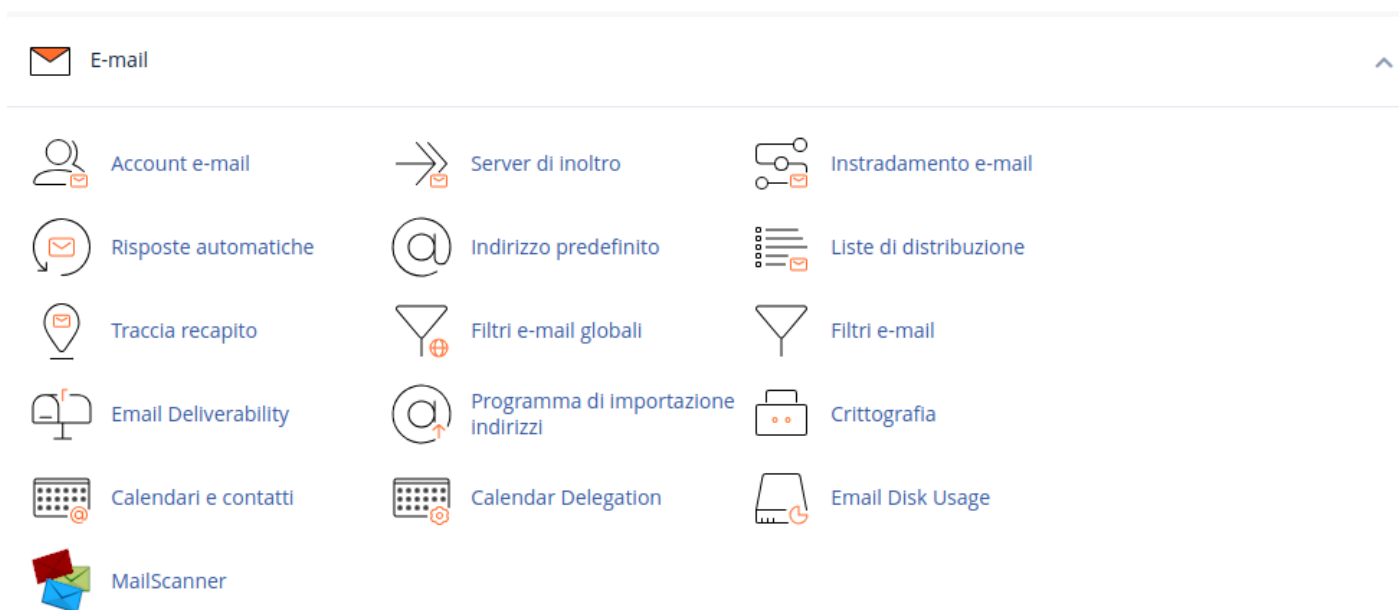 E-mail
Account e-mail
Server di inoltro
Instradamento e-mail
Risposte automatiche
Indirizzo predefinito
Liste di distribuzione
Traccia recapito
Filtri e-mail globali
Filtri e-mail
Email Deliverability
Programma di importazione
indirizzi
Crittografia
Calendari e contatti
Calendar Delegation
Email Disk Usage
MailScanner